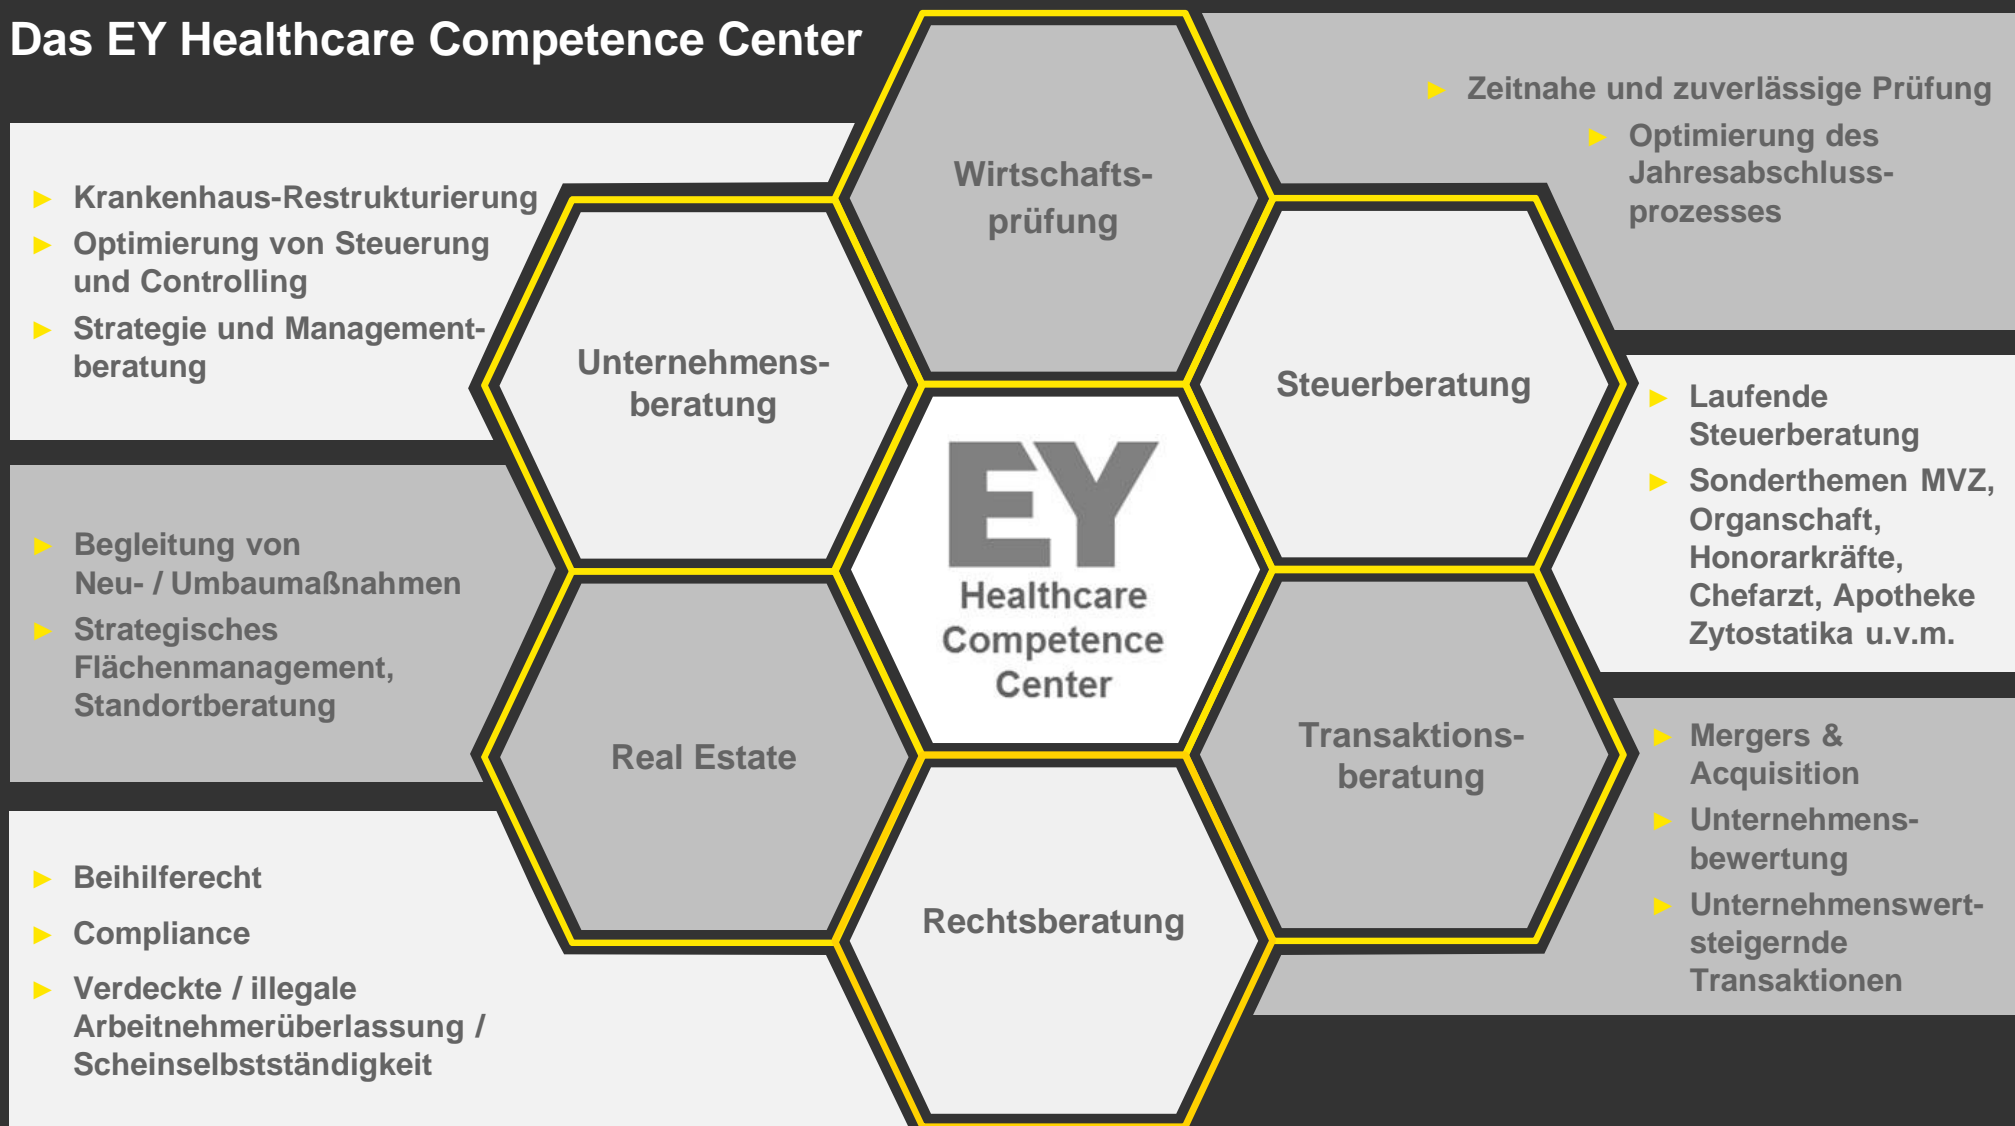 Das EY Healthcare Competence Center
► Zeitnahe und zuverlässige Prüfung
► Optimierung des
Jahresabschluss-
prozesses
Wirtschafts-
prüfung
► Krankenhaus-Restrukturierung
► Optimierung von Steuerung
und Controlling
► Strategie und Management-
beratung
Unternehmens-
beratung
Steuerberatung
► Laufende
Steuerberatung
► Sonderthemen MVZ,
Organschaft,
Honorarkräfte,
Chefarzt, Apotheke
Zytostatika u.v.m.
EY
Healthcare
Competence
Center
► Begleitung von
Neu- / Umbaumaßnahmen
► Strategisches
Flächenmanagement,
Standortberatung
Real Estate
Transaktions-
beratung
► Mergers &
Acquisition
► Unternehmens-
bewertung
► Unternehmenswert-
steigernde
Transaktionen
► Beihilferecht
► Compliance
► Verdeckte / illegale
Arbeitnehmerüberlassung /
Scheinselbstständigkeit
Rechtsberatung